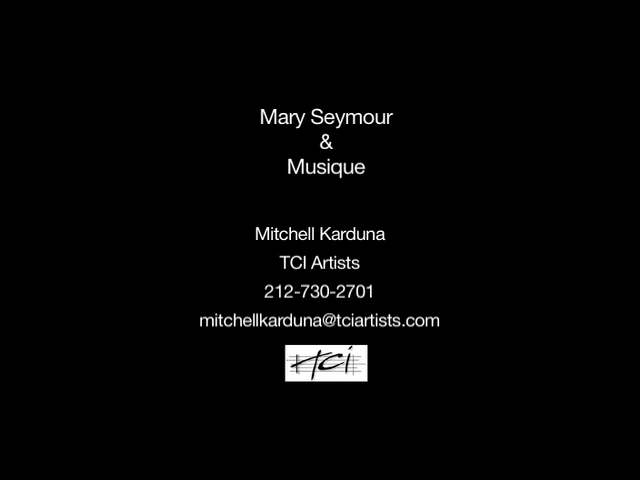 Mary Seymour
&
Musique
Mitchell Karduna
TCI Artists
212-730-2701
mitchellkarduna@tciartists.com
tci